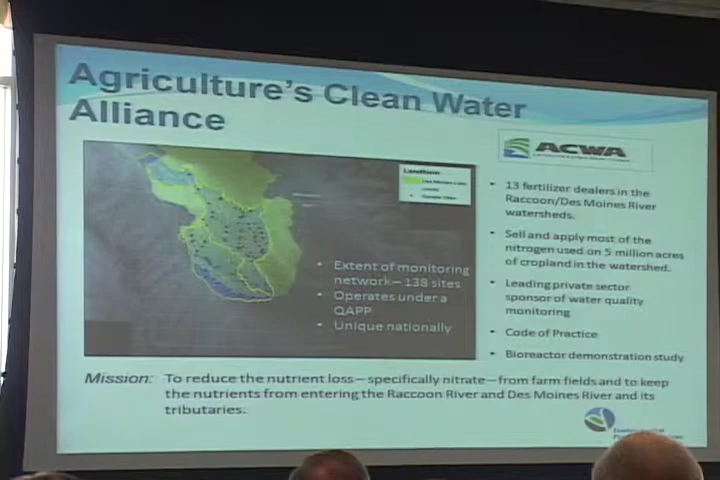 Agriculture's Clean Water
Alliance
ACWA
Landform
• 13 fertilizer dealers in the
Raccoon/Des Moines River
watersheds.
• Sell and apply most of the
nitrogen used on 5 million acres
of cropland in the watershed.
• Leading private sector
sponsor of water quality
monitoring
• Code of Practice
• Bioreactor demonstration study
• Extent of monitoring
network – 138 sites
• Operates under a
QAPP
• Unique nationally
Mission: To reduce the nutrient loss – specifically nitrate – from farm fields and to keep
the nutrients from entering the Raccoon River and Des Moines River and its
tributaries.